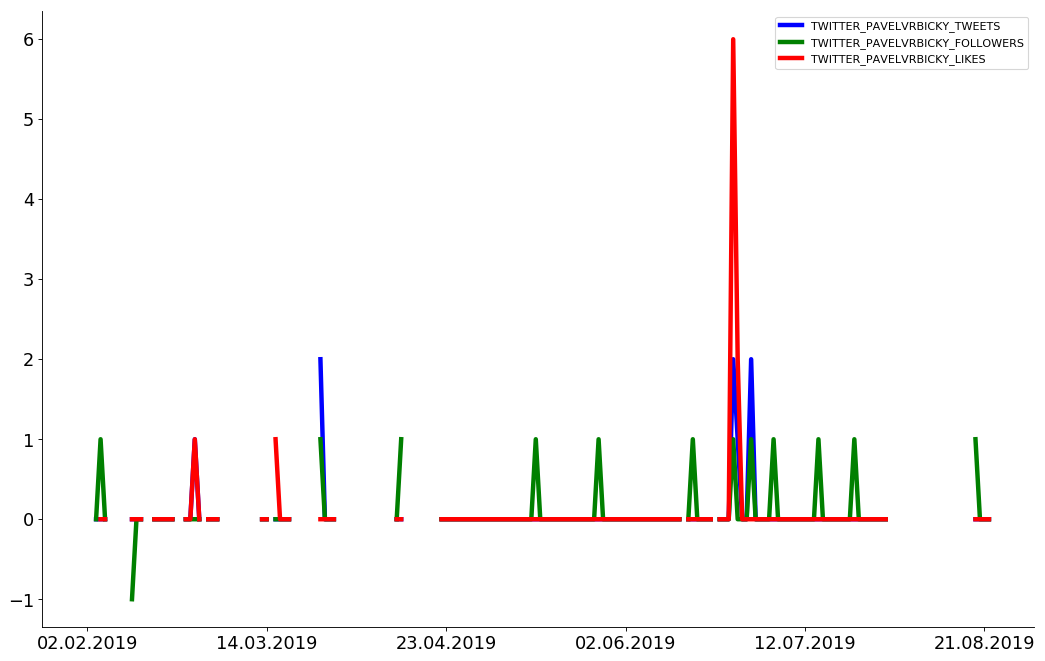 TWITTER_PAVELVRBICKY_TWEETS
TWITTER_PAVELVRBICKY_FOLLOWERS
TWITTER_PAVELVRBICKY_LIKES
6
5
4
3
2
1
0
−1
02.02.2019 14.03.2019 23.04.2019 02.06.2019 12.07.2019 21.08.2019